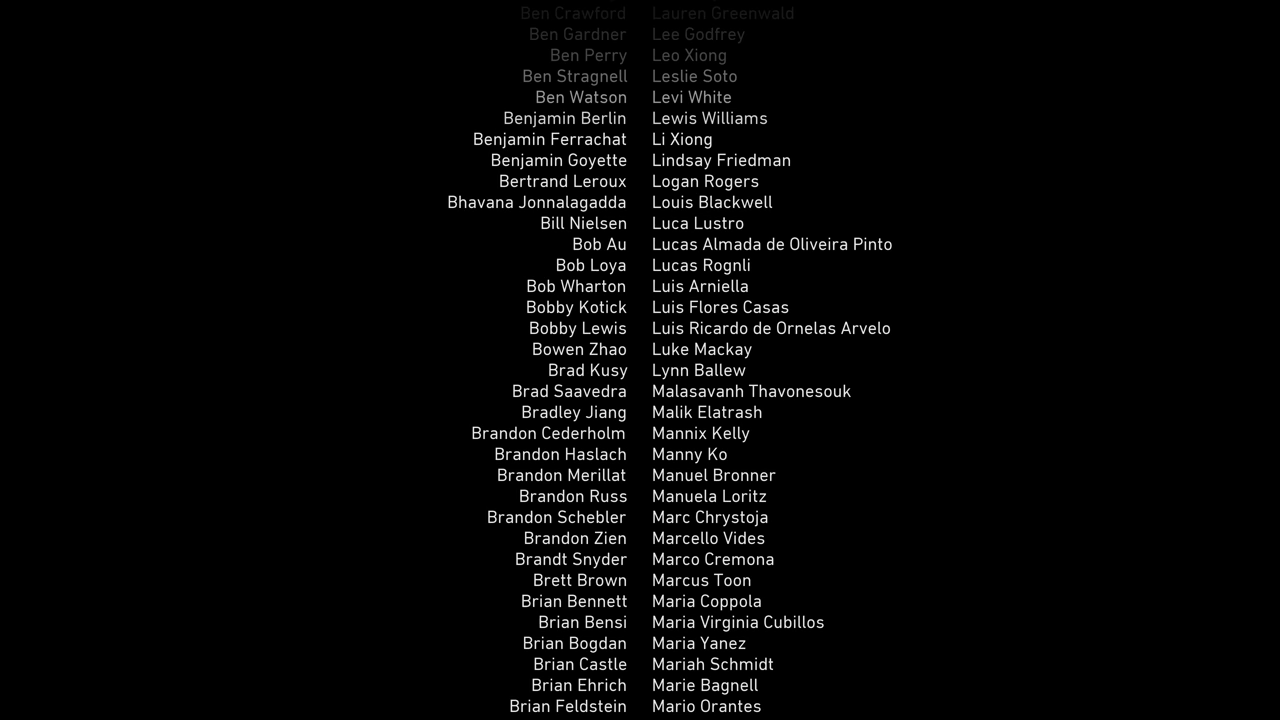 Ben Crawford Lauren Greenwald
Ben Gardner Lee Godfrey
Ben Perry Leo Xiong
Ben Stragnell Leslie Soto
Ben Watson Levi White
Benjamin Berlin Lewis Williams
Benjamin Ferrachat Li Xiong
Benjamin Goyette Lindsay Friedman
Bertrand Leroux Logan Rogers
Bhavana Jonnalagadda Louis Blackwell
Bill Nielsen Luca Lustro
Bob Au Lucas Almada de Oliveira Pinto
Bob Loya Lucas Rognli
Bob Wharton Luis Arniella
Bobby Kotick Luis Flores Casas
Bobby Lewis Luis Ricardo de Ornelas Arvelo
Bowen Zhao Luke Mackay
Brad Kusy Lynn Ballew
Brad Saavedra Malasavanh Thavonesouk
Bradley Jiang Malik Elatrash
Brandon Cederholm Mannix Kelly
Brandon Haslach Manny Ko
Brandon Merillat Manuel Bronner
Brandon Russ Manuela Loritz
Brandon Schebler Marc Chrystoja
Brandon Zien Marcello Vides
Brandt Snyder Marco Cremona
Brett Brown Marcus Toon
Brian Bennett Maria Coppola
Brian Bensi Maria Virginia Cubillos
Brian Bogdan Maria Yanez
Brian Castle Mariah Schmidt
Brian Ehrich Marie Bagnell
Brian Feldstein Mario Orantes